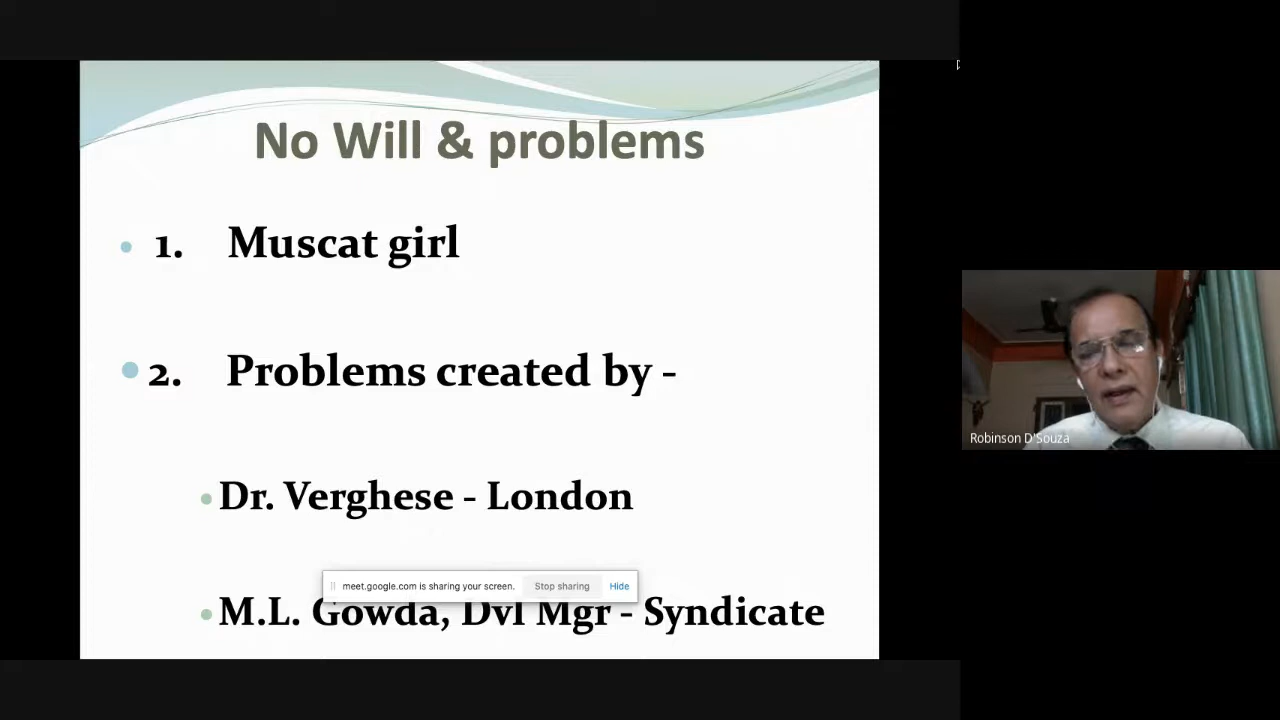 No Will & problems
1. Muscat girl
2. Problems created by -
Dr. Verghese - London
meet.google.com is sharing your screen. Stop sharing Hide
M.L. Gowda, Dvl Mgr - Syndicate
Robinson D'Souza